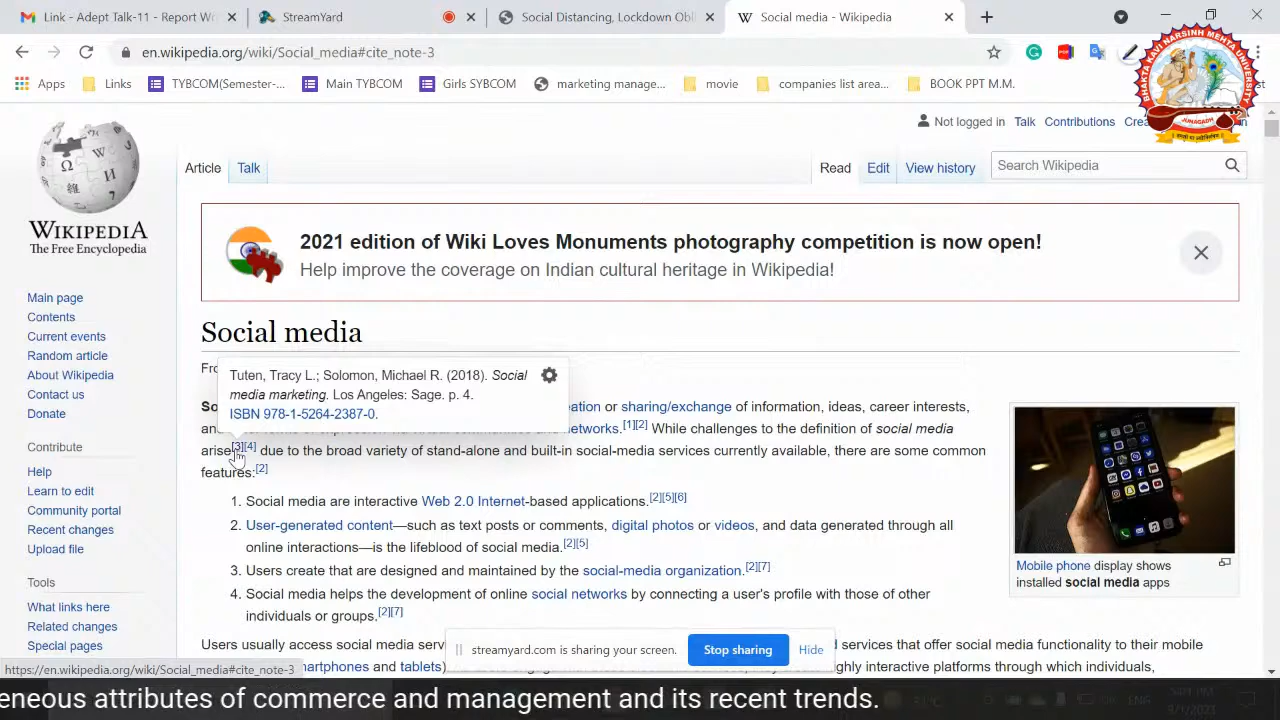 Link - Adept Talk-11 - Report Wr
StreamYard
Social Distancing, Lockdown Obl
Social media - Wikipedia
en.wikipedia.org/wiki/Social_media#cite_note-3
Apps
Links
TYBCOM(Semester-...
Main TYBCOM
Girls SYBCOM
marketing manage...
movie
companies list area...
BOOK PPT M.M.
BHAKTA KAVI NARSINH MEHTA UNIVERSITY
JUNAGADH
WIKIPEDIA
The Free Encyclopedia
Not logged in Talk Contributions
Article Talk
Read Edit View history
Search Wikipedia
2021 edition of Wiki Loves Monuments photography competition is now open!
Help improve the coverage on Indian cultural heritage in Wikipedia!
Main page
Contents
Current events
Random article
About Wikipedia
Contact us
Donate
Contribute
Help
Learn to edit
Community portal
Recent changes
Upload file
Tools
What links here
Related changes
Special pages
Social media
Tuten, Tracy L.; Solomon, Michael R. (2018). Social
media marketing. Los Angeles: Sage. p. 4.
ISBN 978-1-5264-2387-0.
or sharing/exchange of information, ideas, career interests,
[1][2] While challenges to the definition of social media
arise[3][4] due to the broad variety of stand-alone and built-in social-media services currently available, there are some common
features:[2]
1. Social media are interactive Web 2.0 Internet-based applications.[2][5][6]
2. User-generated content—such as text posts or comments, digital photos or videos, and data generated through all
online interactions—is the lifeblood of social media.[2][5]
3. Users create that are designed and maintained by the social-media organization.[2][7]
4. Social media helps the development of online social networks by connecting a user's profile with those of other
individuals or groups.[2][7]
Users usually access social media
services that offer social media functionality to their mobile
and tablets)
interactive platforms through which individuals,
Mobile phone display shows
installed social media apps
streamyard.com is sharing your screen.
Stop sharing
Hide
https://en.wikipedia.org/wiki/Social_media#cite_note-3
eneous attributes of commerce and management and its recent trends.
ENG